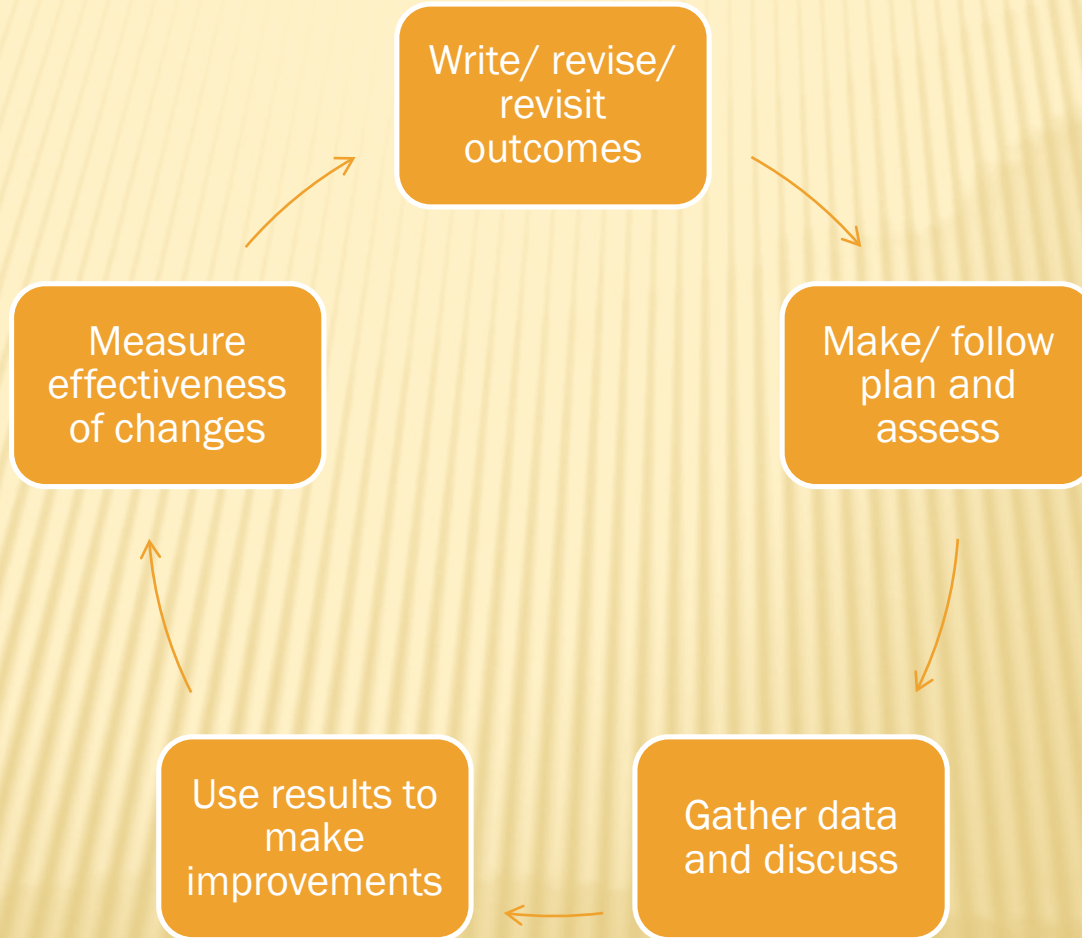 Write/ revise/
revisit
outcomes
Make/ follow
plan and
assess
Gather data
and discuss
Use results to
make
improvements
Measure
effectiveness
of changes